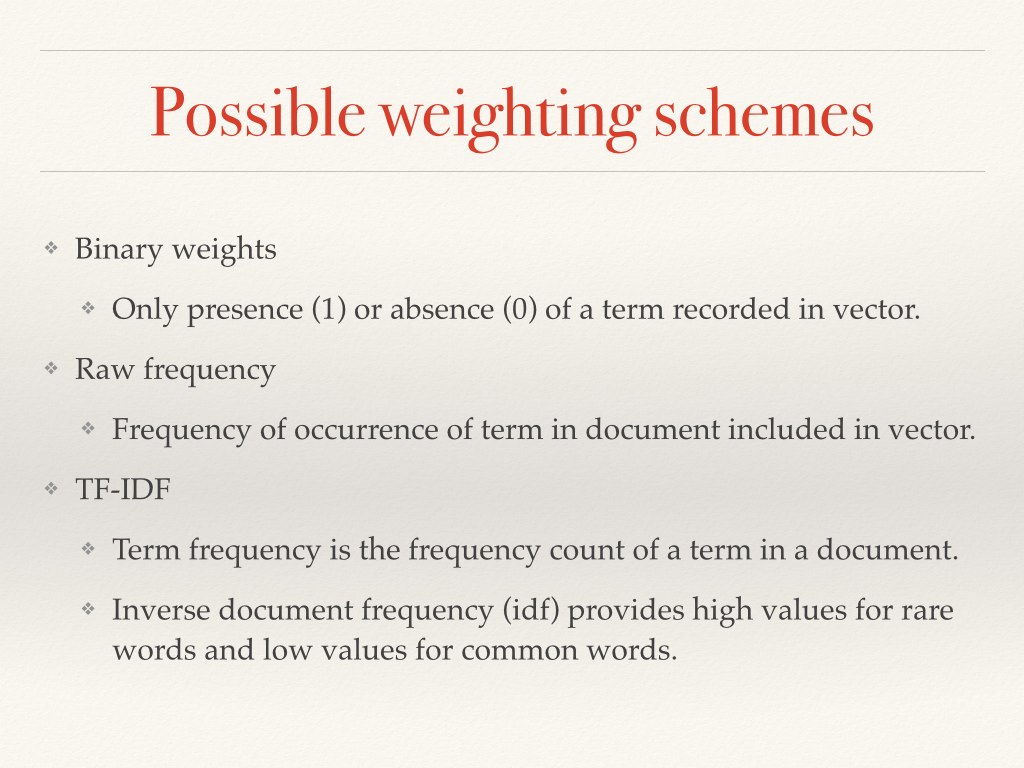 Possible weighting schemes
❖ Binary weights
❖ Only presence (1) or absence (0) of a term recorded in vector.
❖ Raw frequency
❖ Frequency of occurrence of term in document included in vector.
❖ TF-IDF
❖ Term frequency is the frequency count of a term in a document.
❖ Inverse document frequency (idf) provides high values for rare
words and low values for common words.